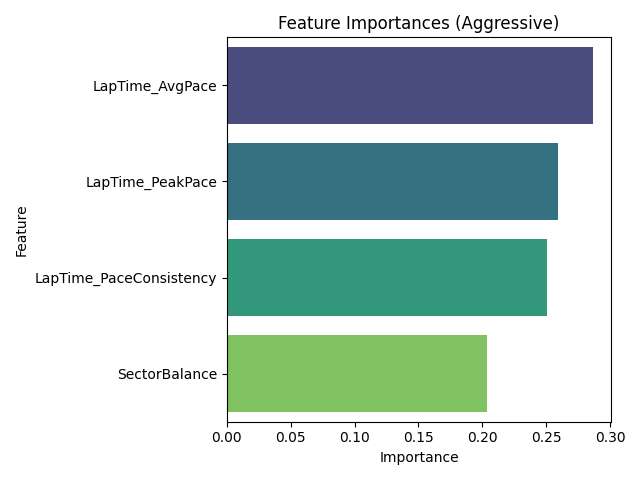 Feature Importances (Aggressive)
Feature
LapTime_AvgPace
LapTime_PeakPace
LapTime_PaceConsistency
SectorBalance
0.00 0.05 0.10 0.15 0.20 0.25 0.30
Importance